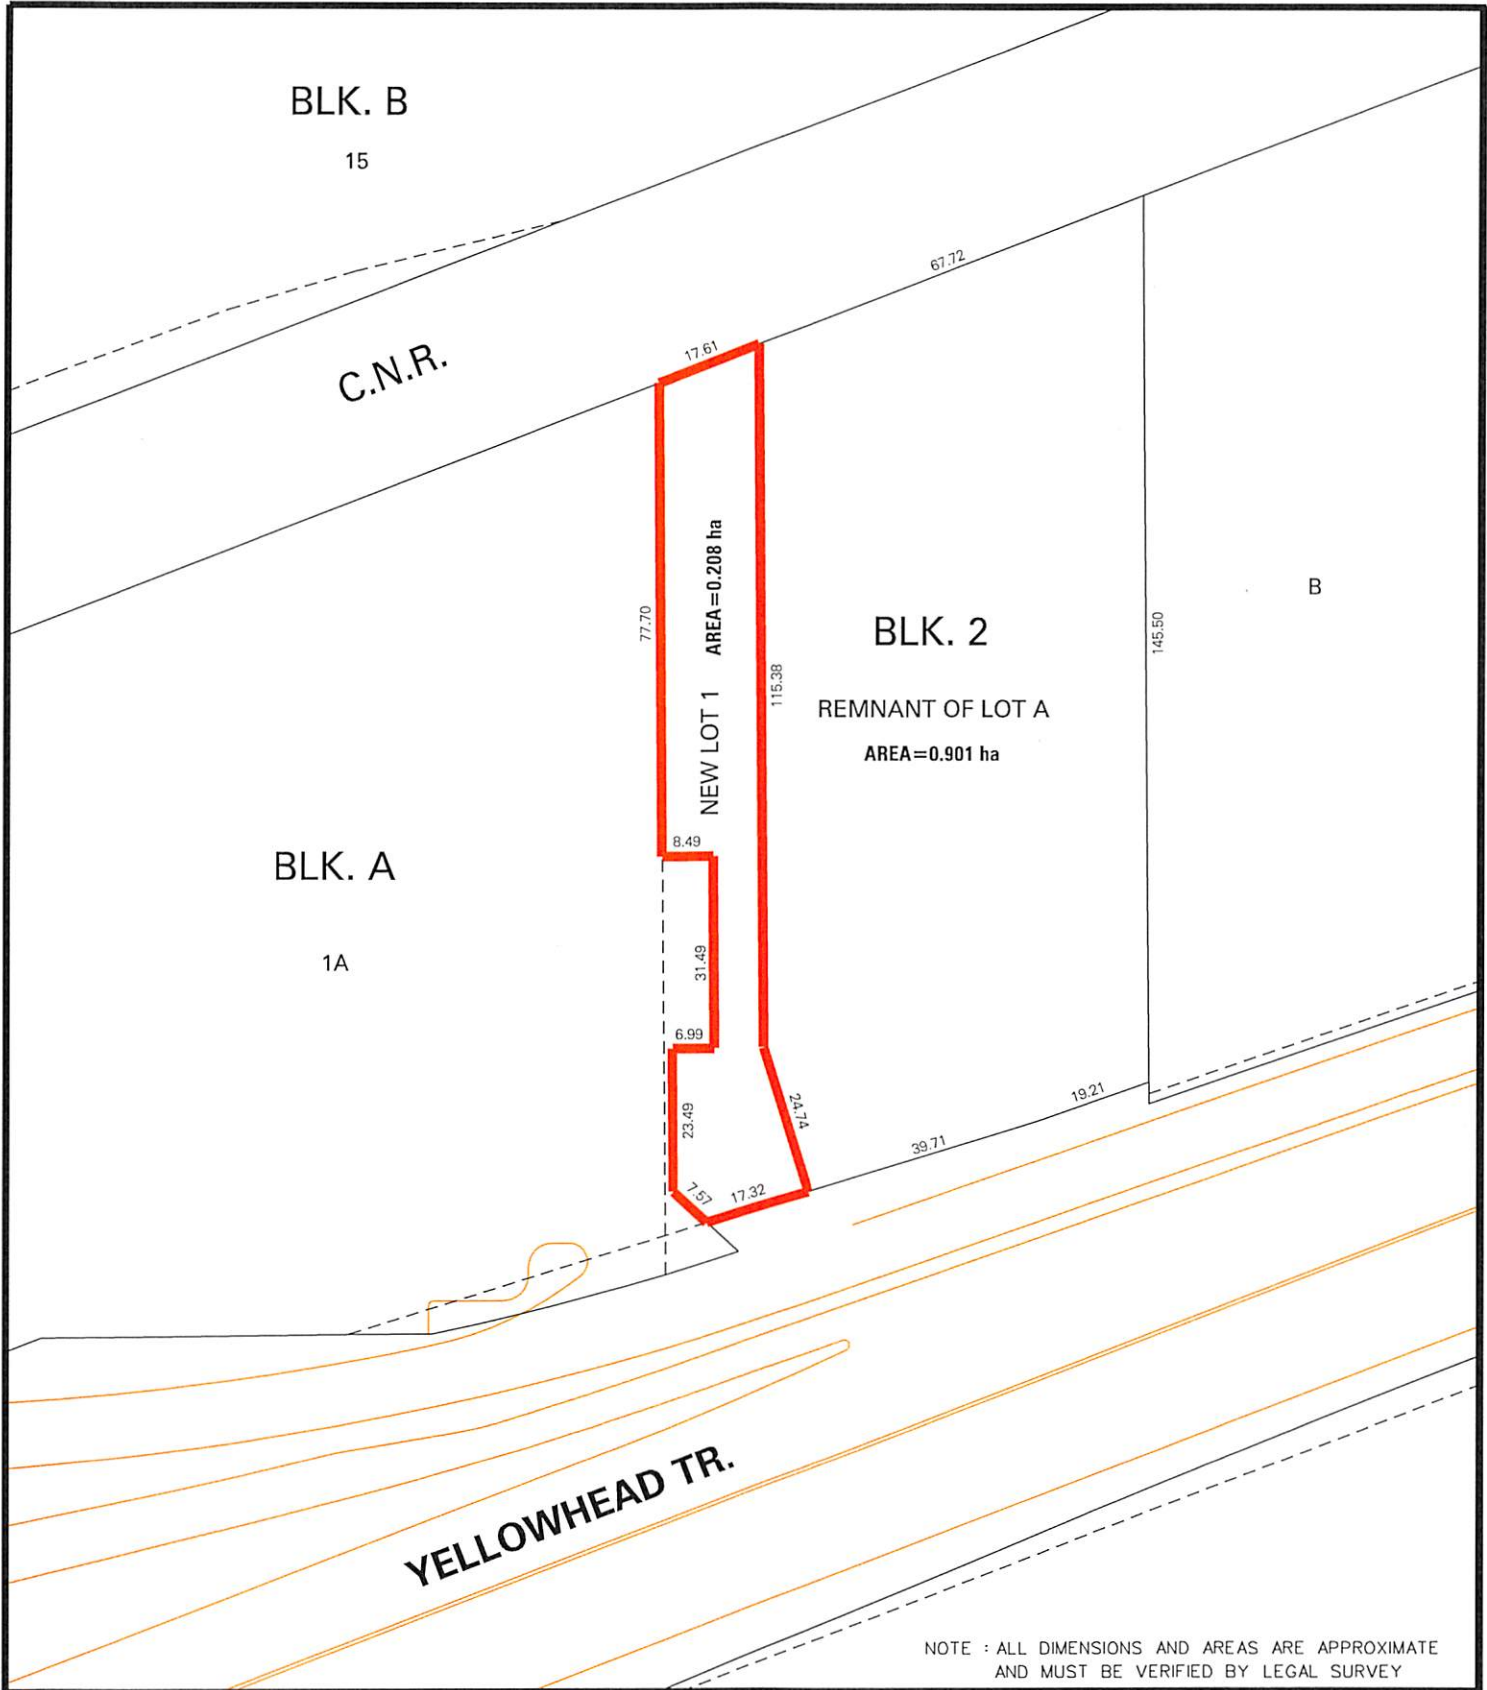 BLK. B
15
C.N.R.
67.72
17.61
77.70
NEW LOT 1 AREA=0.208 ha
115.38
BLK. 2
REMNANT OF LOT A
AREA=0.901 ha
145.50
B
BLK. A
1A
8.49
31.49
6.99
23.49
7.57
17.32
24.74
39.71
19.21
YELLOWHEAD TR.
NOTE : ALL DIMENSIONS AND AREAS ARE APPROXIMATE
AND MUST BE VERIFIED BY LEGAL SURVEY